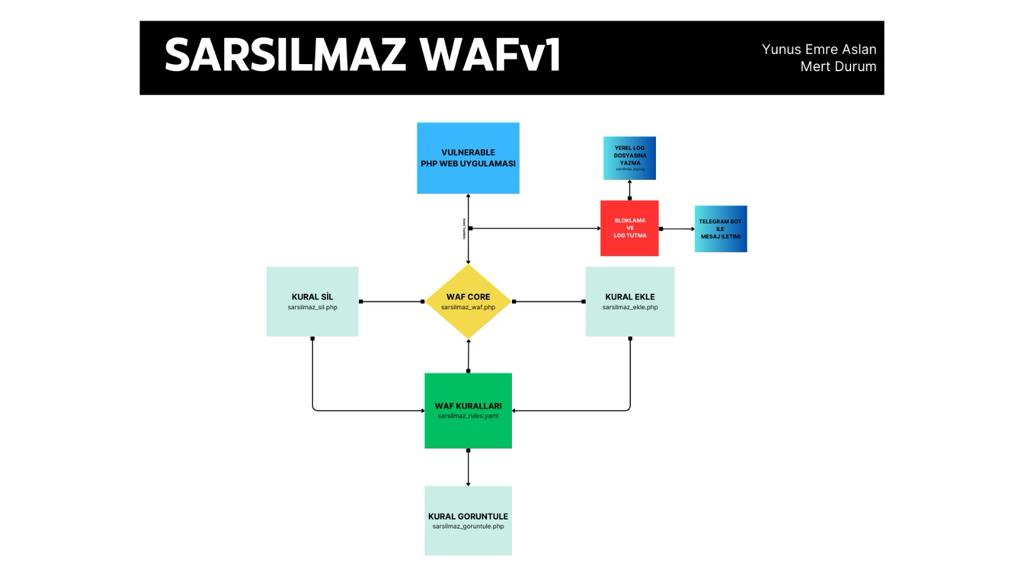 SARSILMAZ WAFv1
Yunus Emre Aslan
Mert Durum
VULNERABLE
PHP WEB UYGULAMASI
YEREL LOG
DOSYASINA
YAZMA
BLOKLAMA
VE
LOG TUTMA
TELEGRAM BOT
ILE
MESAJ ILETIMI
KURAL SİL
sarsilmaz_sil.php
WAF CORE
sarsilmaz_waf.php
KURAL EKLE
sarsilmaz_ekle.php
WAF KURALLARI
sarsilmaz_rules.yaml
KURAL GORUNTULE
sarsilmaz_goruntule.php